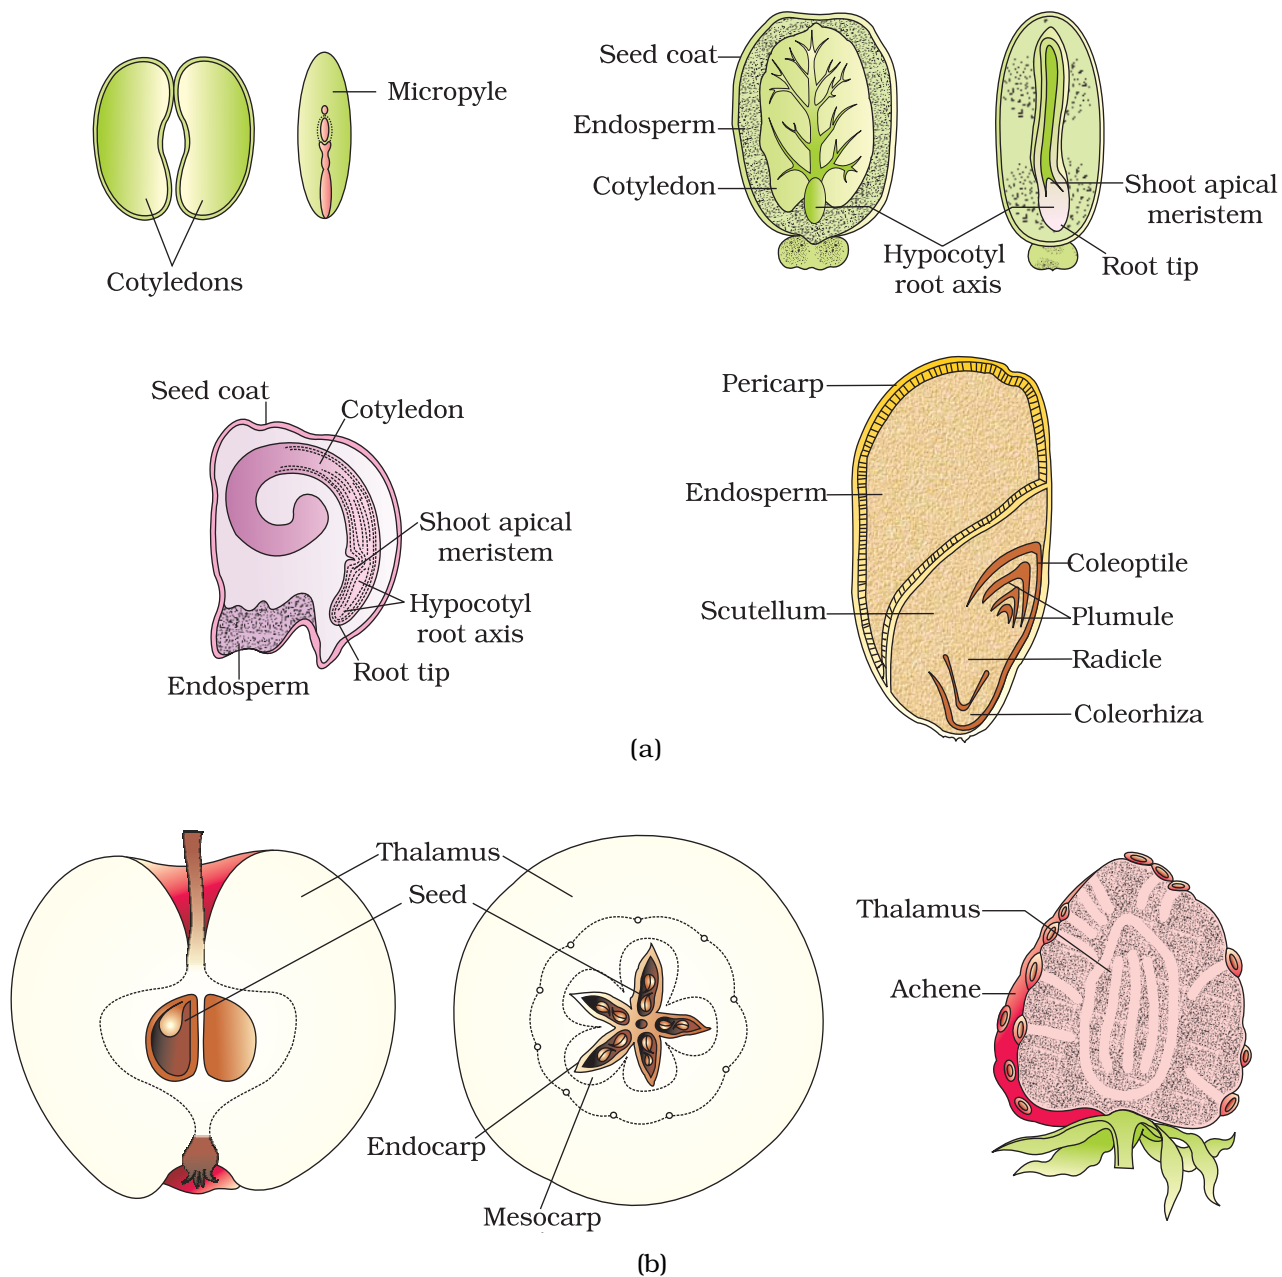 Micropyle
Cotyledons
Seed coat
Endosperm
Cotyledon
Hypocotyl
root axis
Shoot apical
meristem
Root tip
Seed coat
Cotyledon
Shoot apical
meristem
Hypocotyl
root axis
Root tip
Endosperm
Pericarp
Endosperm
Scutellum
Coleoptile
Plumule
Radicle
Coleorhiza
(a)
Thalamus
Seed
Endocarp
Mesocarp
Thalamus
Achene
(b)